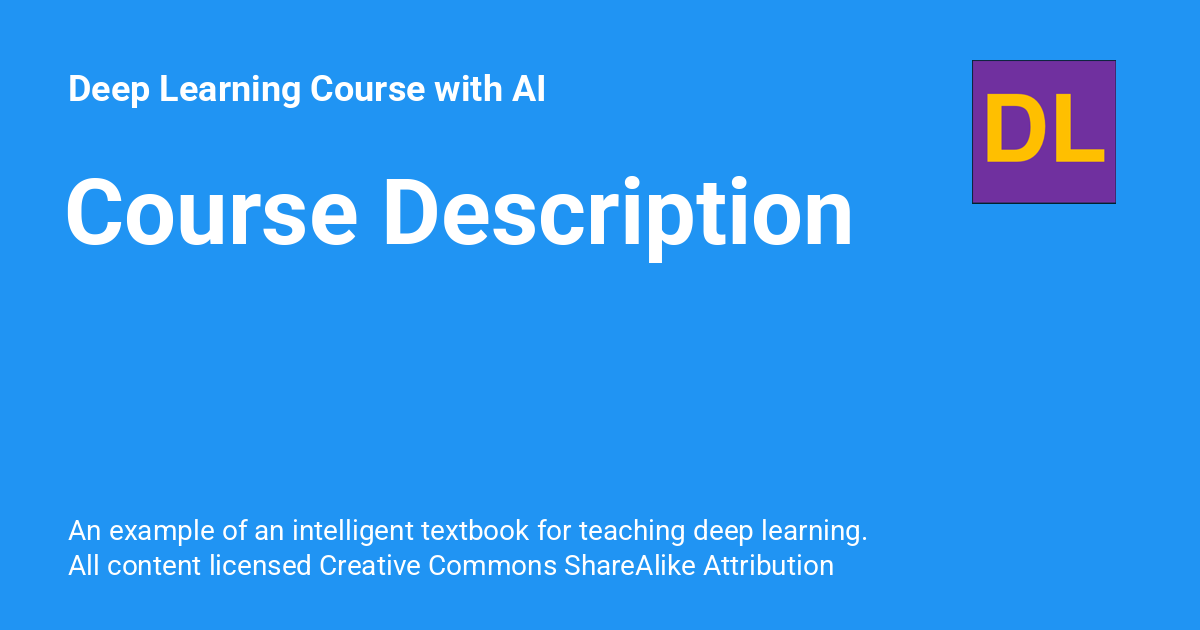 Deep Learning Course with AI
DL
Course Description
An example of an intelligent textbook for teaching deep learning.
All content licensed Creative Commons ShareAlike Attribution